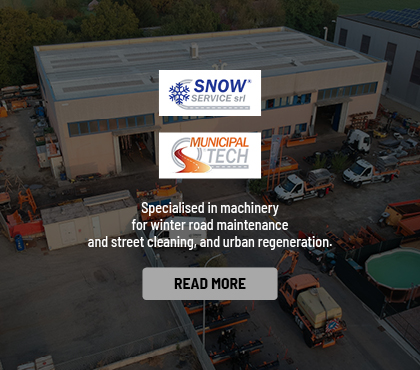 SNOW®
SERVICE srl
MUNICIPAL
TECH
Specialised in machinery
for winter road maintenance
and street cleaning, and urban regeneration.
READ MORE